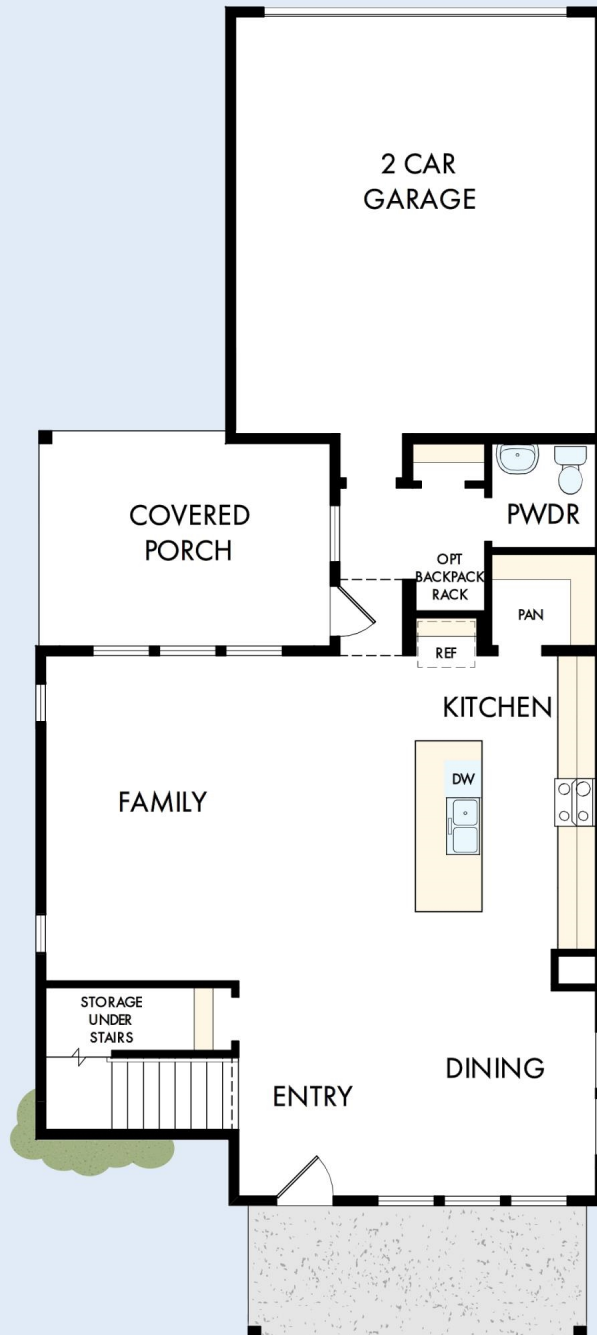 2 CAR
GARAGE
COVERED
PORCH
PWDR
OPT
BACKPACK
RACK
PAN
REF
KITCHEN
DW
FAMILY
STORAGE
UNDER
STAIRS
DINING
ENTRY